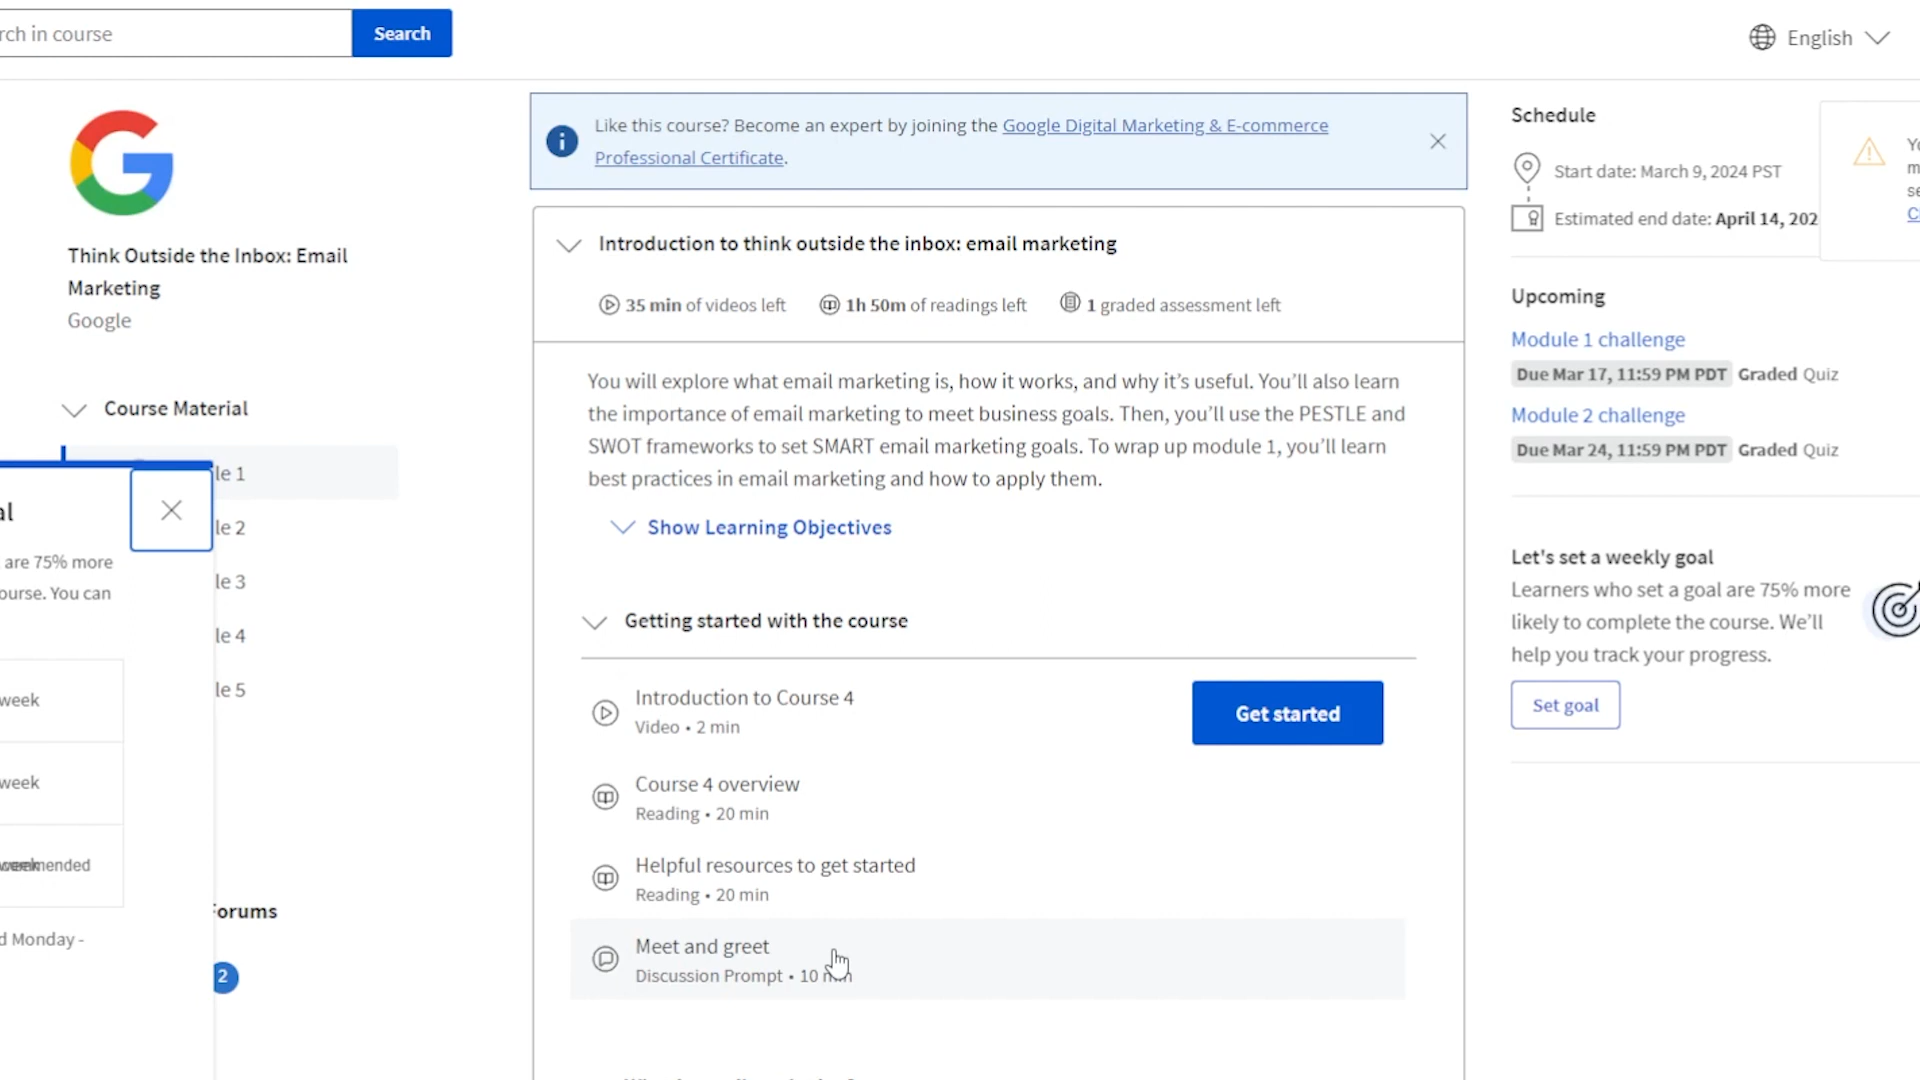 rch in course
Search
English
Like this course? Become an expert by joining the Google Digital Marketing & E-commerce
Professional Certificate.
Think Outside the Inbox: Email
Marketing
Google
Course Material
le 1
le 2
le 3
le 4
le 5
al
are 75% more
ourse. You can
week
week
mended
d Monday -
orums
2
Introduction to think outside the inbox: email marketing
35 min of videos left
1h 50m of readings left
1 graded assessment left
You will explore what email marketing is, how it works, and why it’s useful. You’ll also learn
the importance of email marketing to meet business goals. Then, you’ll use the PESTLE and
SWOT frameworks to set SMART email marketing goals. To wrap up module 1, you’ll learn
best practices in email marketing and how to apply them.
Show Learning Objectives
Getting started with the course
Introduction to Course 4
Video • 2 min
Get started
Course 4 overview
Reading • 20 min
Helpful resources to get started
Reading • 20 min
Meet and greet
Discussion Prompt • 10 min
Schedule
Start date: March 9, 2024 PST
Estimated end date: April 14, 202
Upcoming
Module 1 challenge
Due Mar 17, 11:59 PM PDT Graded Quiz
Module 2 challenge
Due Mar 24, 11:59 PM PDT Graded Quiz
Let's set a weekly goal
Learners who set a goal are 75% more
likely to complete the course. We’ll
help you track your progress.
Set goal